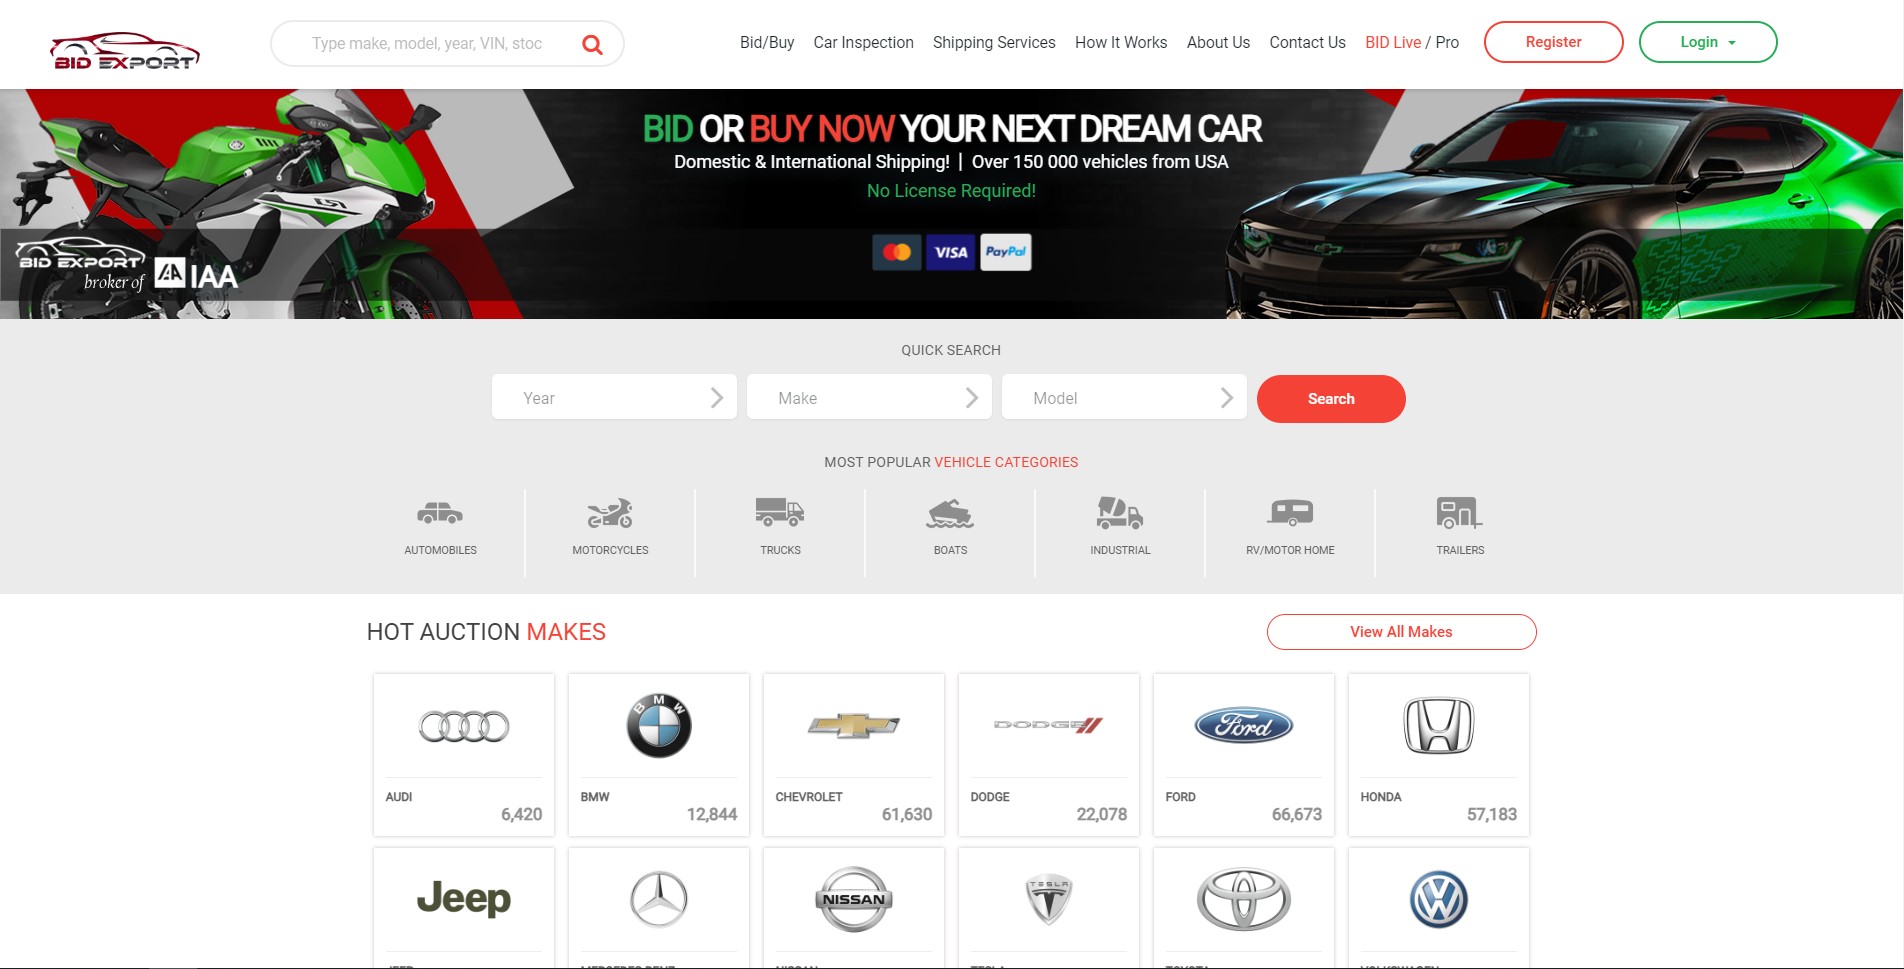 BID EXPORT
Type make, model, year, VIN, stoc
Bid/Buy
Car Inspection
Shipping Services
How It Works
About Us
Contact Us
BID Live / Pro
Register
Login
BID OR BUY NOW YOUR NEXT DREAM CAR
Domestic & International Shipping! | Over 150 000 vehicles from USA
No License Required!
VISA
PayPal
BID EXPORT
broker of IAA
QUICK SEARCH
Year
Make
Model
Search
MOST POPULAR VEHICLE CATEGORIES
AUTOMOBILES
MOTORCYCLES
TRUCKS
BOATS
INDUSTRIAL
RV/MOTOR HOME
TRAILERS
HOT AUCTION MAKES
View All Makes
BMW
DODGE
Ford
AUDI
6,420
BMW
12,844
CHEVROLET
61,630
DODGE
22,078
FORD
66,673
HONDA
57,183
Jeep
NISSAN
TESLA